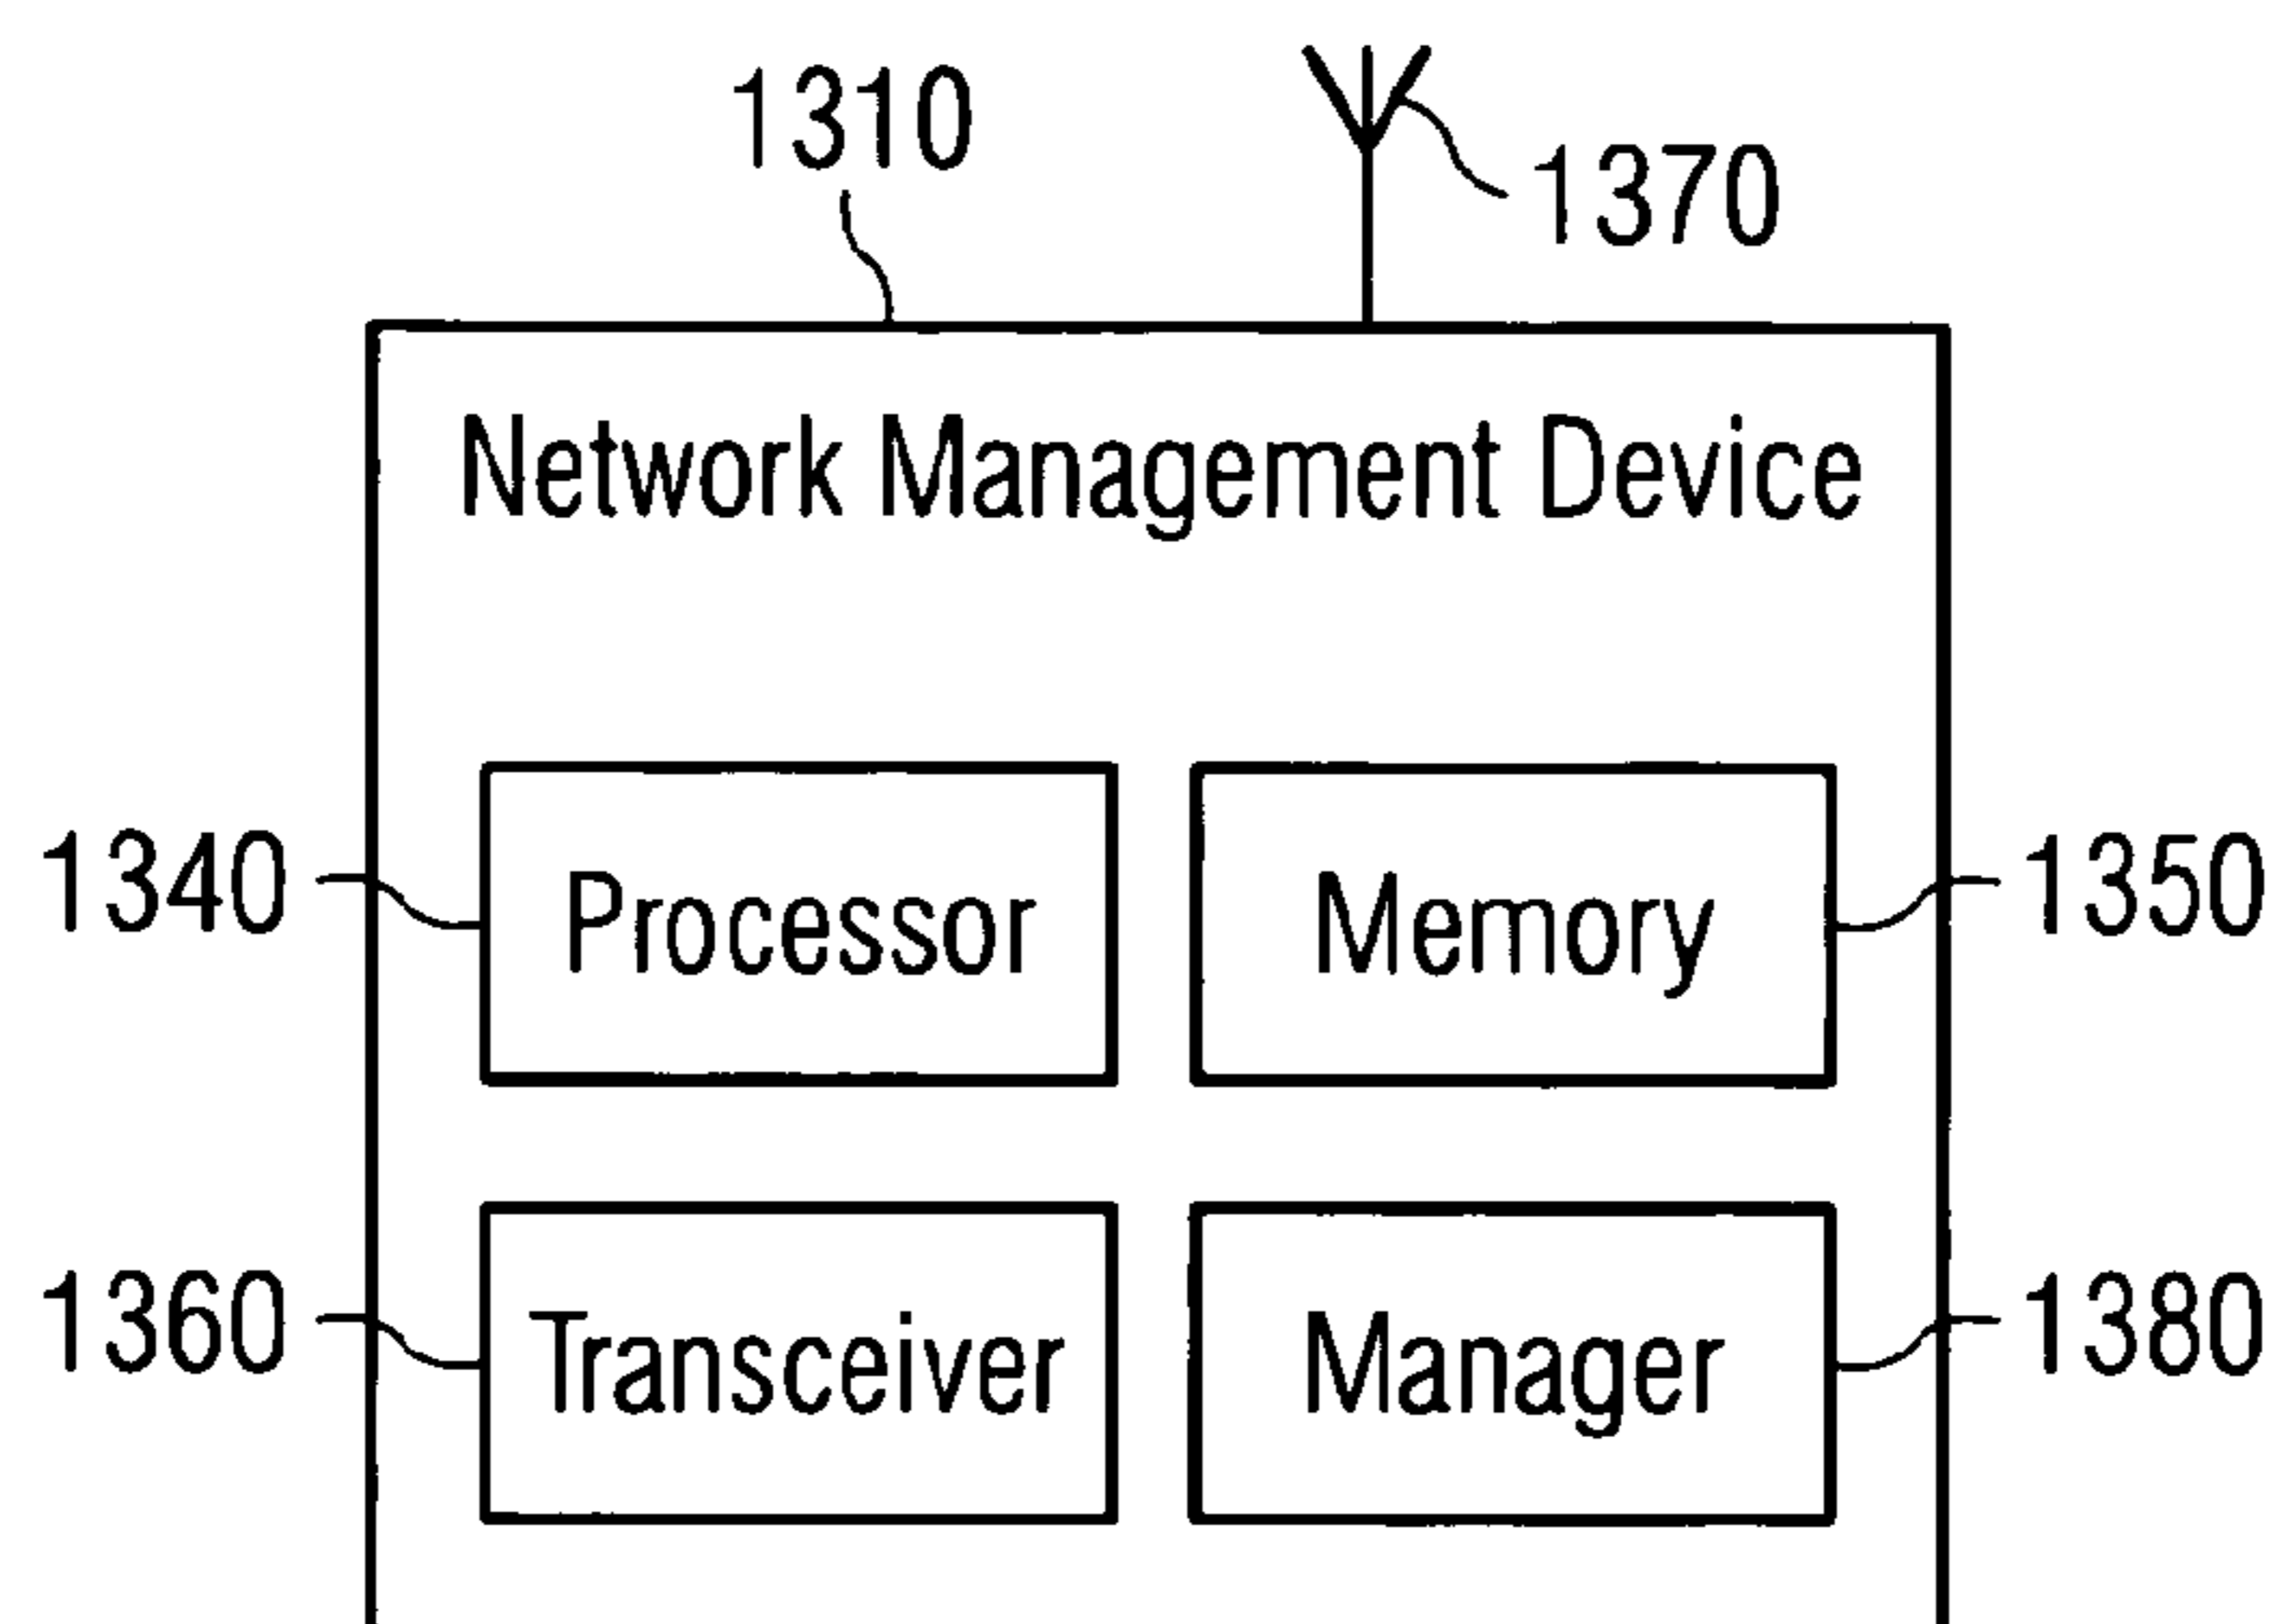 1310
1370
Network Management Device
1340 Processor Memory 1350
1360 Transceiver Manager 1380